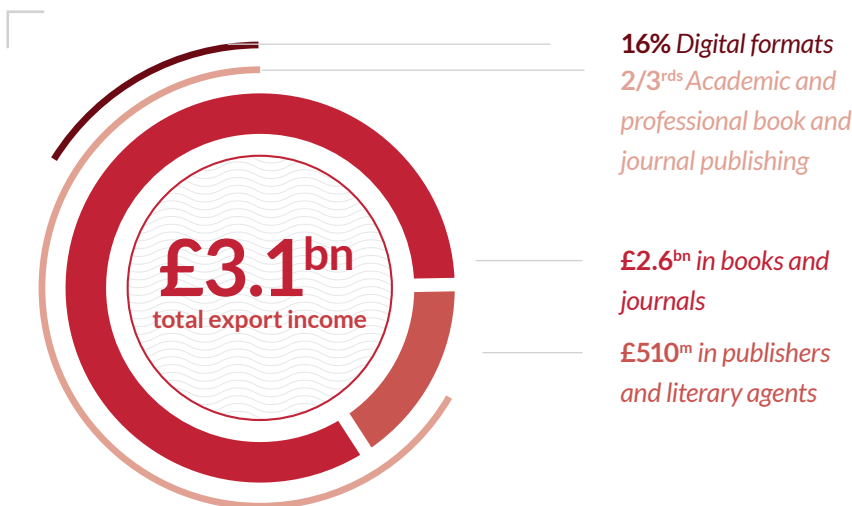 16% Digital formats
2/3rds Academic and
professional book and
journal publishing
£3.1bn
total export income
£2.6bn in books and
journals
£510m in publishers
and literary agents